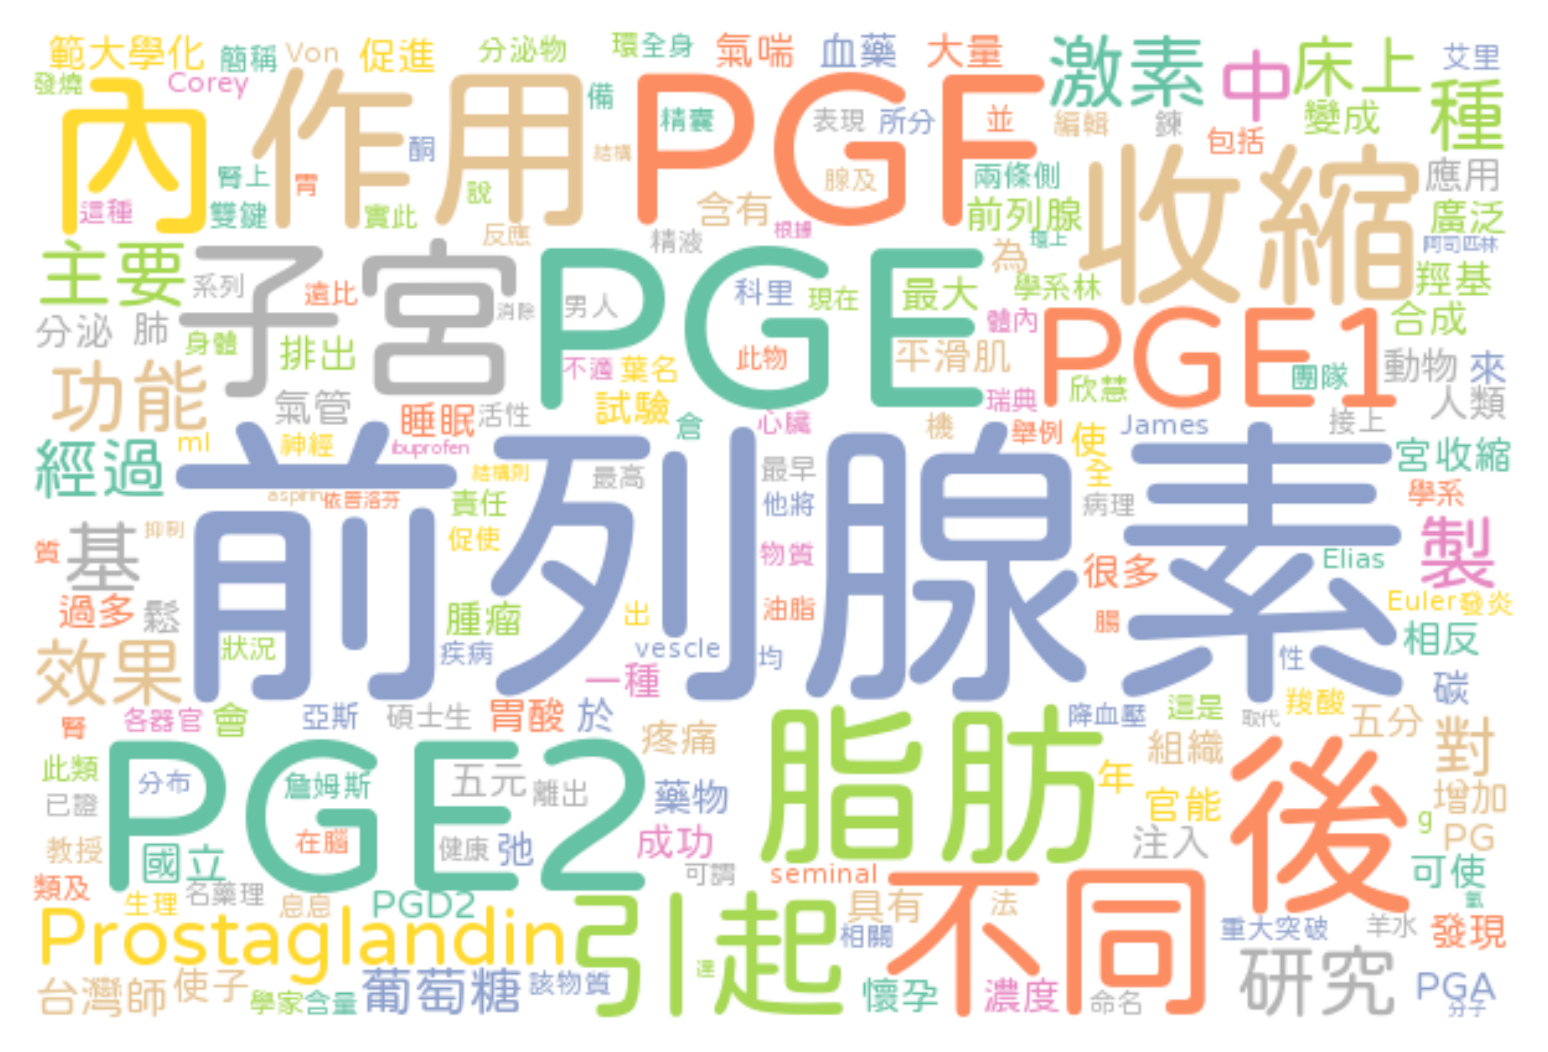 範大學化 簡稱 Von 促進 分泌物 環全身 氣喘 血藥 大量 激素 中 床上 艾里
發燒 Corey 備 種
內 作用 PGF 精囊 表現 所分 並 編輯 鍊 包括 變成
腎上 胃 酮 結構 收縮
這種 雙鍵 實此 說 含有 腺及 兩條側 前列腺 應用 廣泛
反應 精液 根據 為 環上 阿司匹林
主要 系列 遠比 子宮 消除 男人 PGE 科里 現在 最大 學系林 羥基
分泌 肺 身體 排出 不適 葉名 此物 平滑肌 體內 PGE1 合成
功能 氣管 睡眠 活性 試驗 倉 心臟 瑞典 欣慧 團隊 動物 來 人類
經過 ml 神經 ibuprofen 機 舉例 使 James 接上 宮收縮
前列腺素 aspirin 依普洛芬 結構則 責任 最高 最早 他將 全 病理 學系
質 基 抑制 促使 物質 很多 Elias 製
過多 鬆 腫瘤 出 油脂 腸 Euler 發炎
效果 狀況 疾病 vescle 均 性 相反
腎 各器官 會 亞斯 碩士生 胃酸 於 一種 脂肪 降血壓 這是 取代 羧酸 碳 五分
疼痛 組織 後 對
此類 PGE2 分布 詹姆斯 五元 離出 藥物 年 官能 增加
已證 在腦 健康 弛 成功 注入 g PG
教授 國立 可謂 seminal 可使
類及 生理 名藥理 息息 PGD2 具有 不同 法 氫
Prostaglandin 引起 相關 重大突破 羊水 發現
台灣師 使子 學家 含量 葡萄糖 該物質 達 懷孕 濃度 命名 研究 PGA 分子